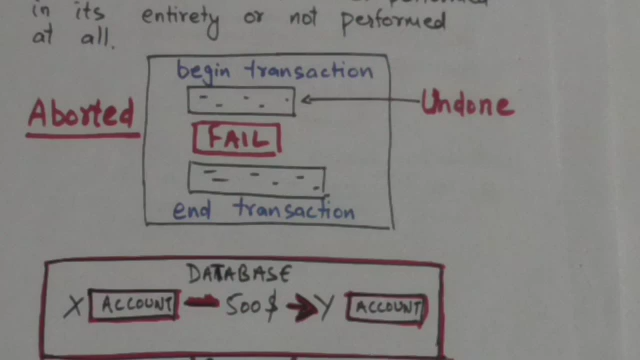 in its entirety or not performed
at all.
begin transaction
Aborted
Undone
FAIL
end transaction
DATABASE
X ACCOUNT 500$ Y ACCOUNT